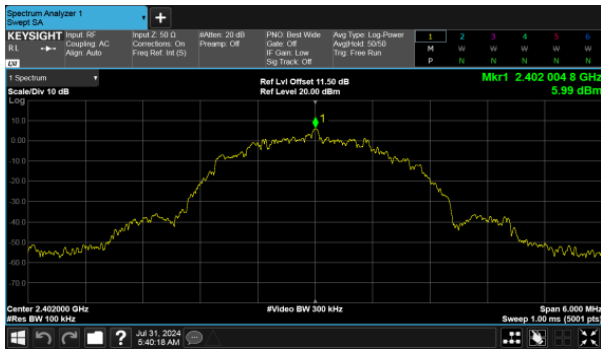 Spectrum Analyzer 1
Swept SA
+
KEYSIGHT Input: RF Input Z: 50 Ω #Atten: 20 dB PNO: Best Wide Avg Type: Log-Power 1 2 3 4 5 6
RL Coupling: AC Corrections: On Preamp: Off Gate: Off Avg|Hold: 50/50 M W W W W W
Align: Auto Freq Ref: Int (S) IF Gain: Low Trig: Free Run
Sig Track: Off P N N N N N
LXI
1 Spectrum Ref Lvl Offset 11.50 dB Mkr1 2.402 004 8 GHz
Scale/Div 10 dB Ref Level 20.00 dBm 5.99 dBm
Log
1
10.0
0.00
-10.0
-20.0
-30.0
-40.0
-50.0
-60.0
-70.0
Center 2.402000 GHz #Video BW 300 kHz Span 6.000 MHz
#Res BW 100 kHz Sweep 1.00 ms (5001 pts)
? Jul 31, 2024
5:40:18 AM